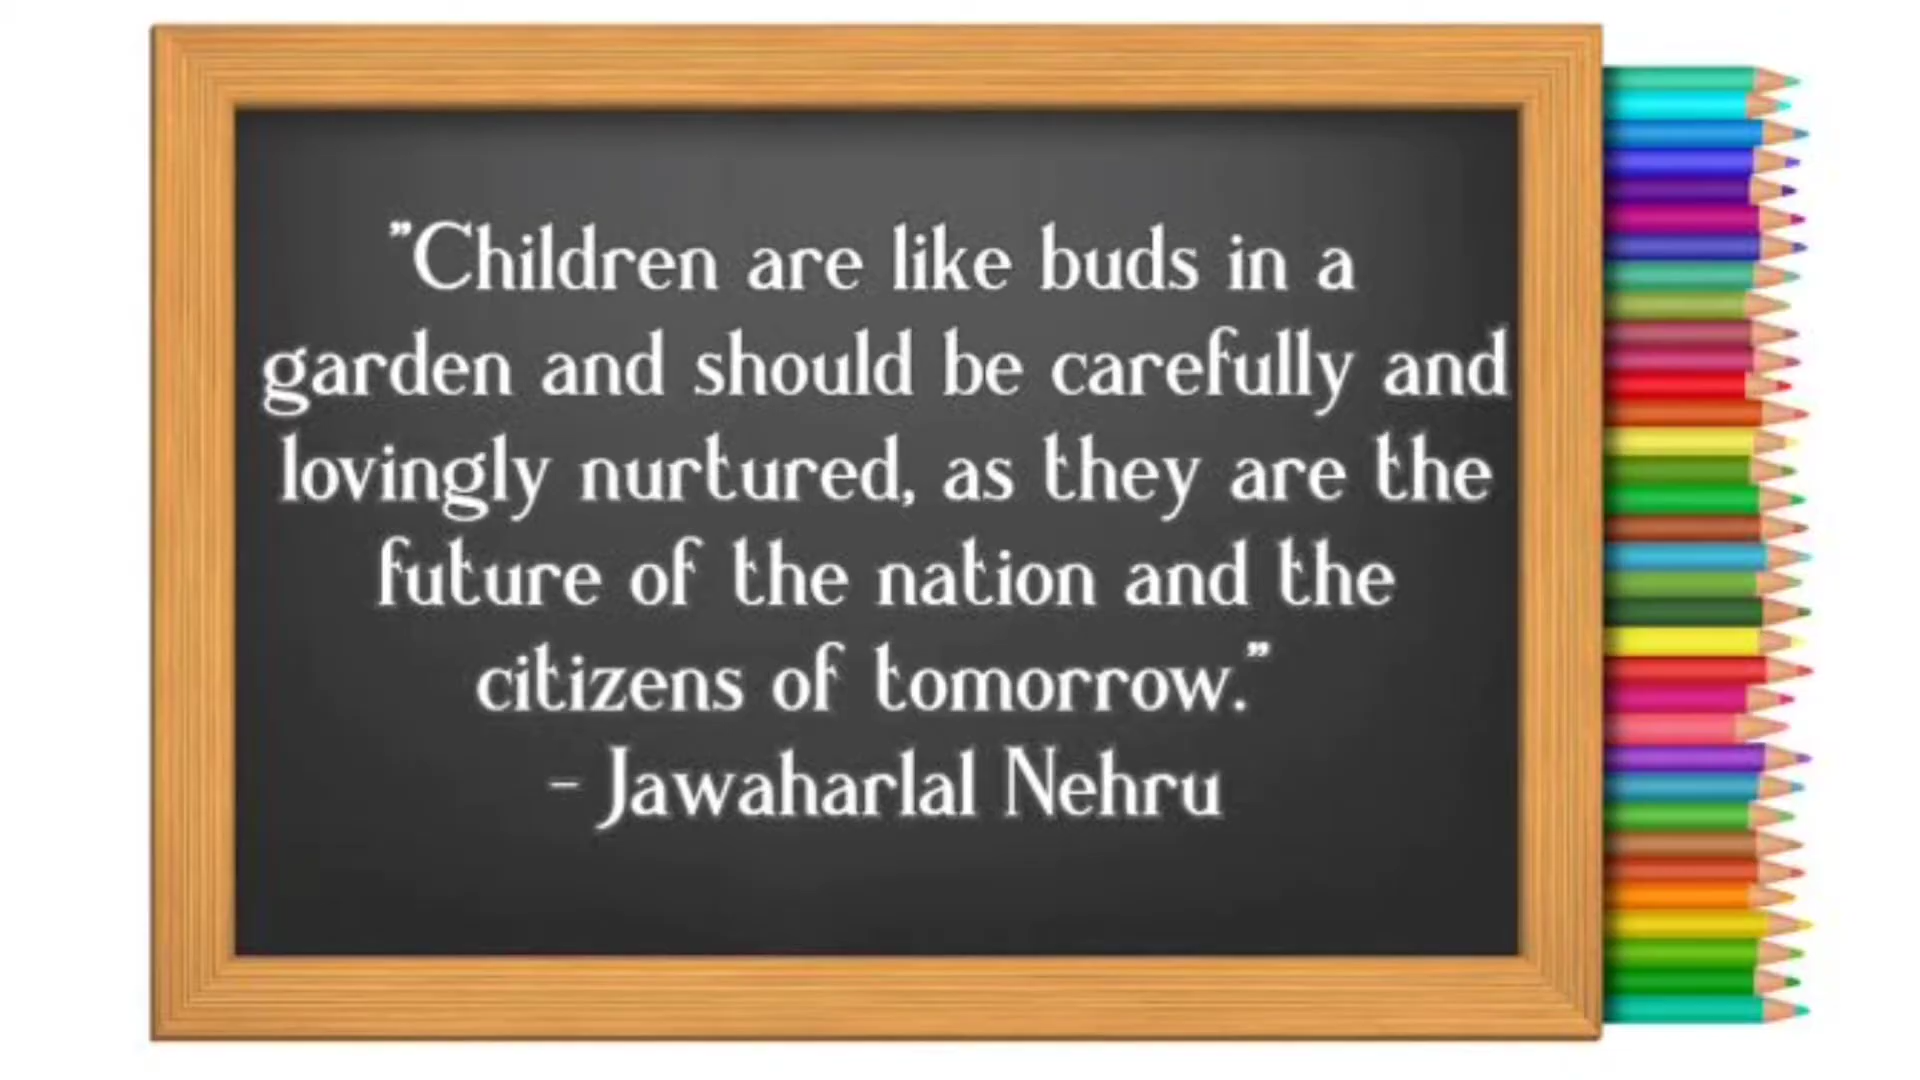 "Children are like buds in a
garden and should be carefully and
lovingly nurtured, as they are the
future of the nation and the
citizens of tomorrow."
- Jawaharlal Nehru